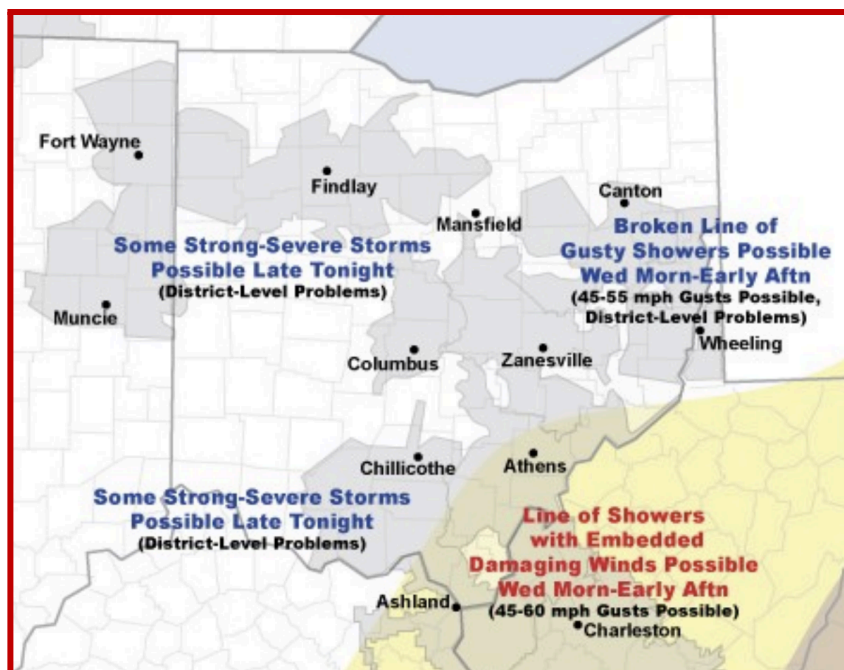 Fort Wayne
Findlay
Canton
Mansfield
Broken Line of
Gusty Showers Possible
Wed Morn-Early Aftn
(45-55 mph Gusts Possible,
District-Level Problems)
Some Strong-Severe Storms
Possible Late Tonight
(District-Level Problems)
Muncie
Wheeling
Columbus
Zanesville
Chillicothe
Athens
Some Strong-Severe Storms
Possible Late Tonight
(District-Level Problems)
Line of Showers
with Embedded
Damaging Winds Possible
Wed Morn-Early Aftn
(45-60 mph Gusts Possible)
Ashland
Charleston